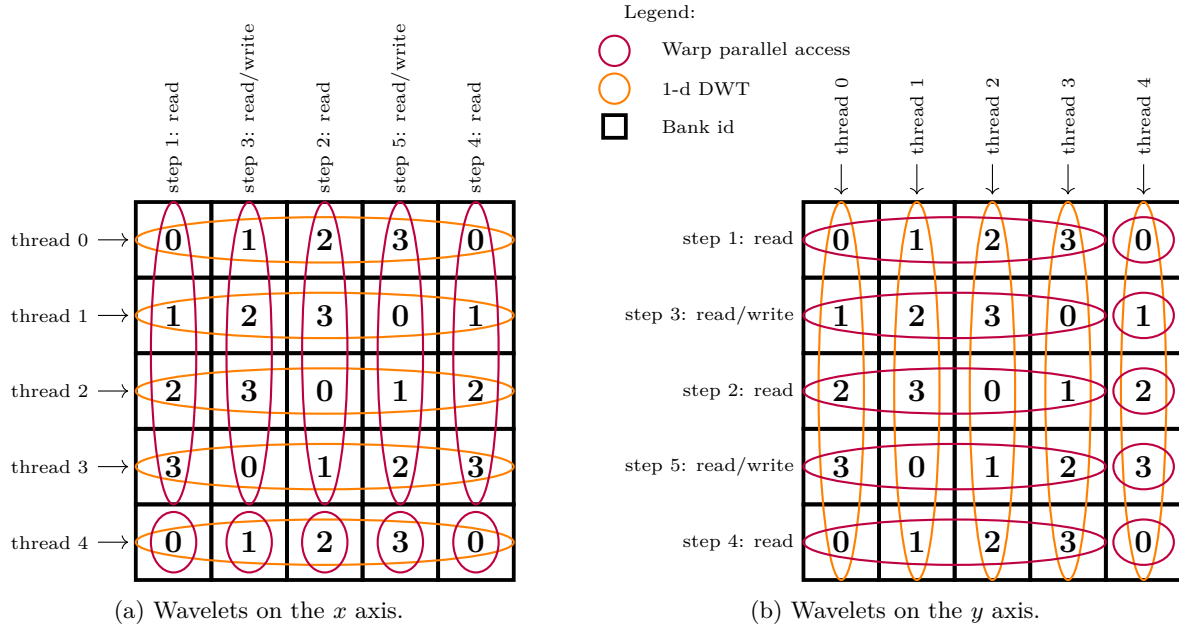 Legend:
Warp parallel access
1-d DWT
Bank id
step 1: read
step 3: read/write
step 2: read
step 5: read/write
step 4: read
thread 0 0 1 2 3 0
thread 1 1 2 3 0 1
thread 2 2 3 0 1 2
thread 3 3 0 1 2 3
thread 4 0 1 2 3 0
(a) Wavelets on the x axis.
thread 0
thread 1
thread 2
thread 3
thread 4
step 1: read 0 1 2 3 0
step 3: read/write 1 2 3 0 1
step 2: read 2 3 0 1 2
step 5: read/write 3 0 1 2 3
step 4: read 0 1 2 3 0
(b) Wavelets on the y axis.